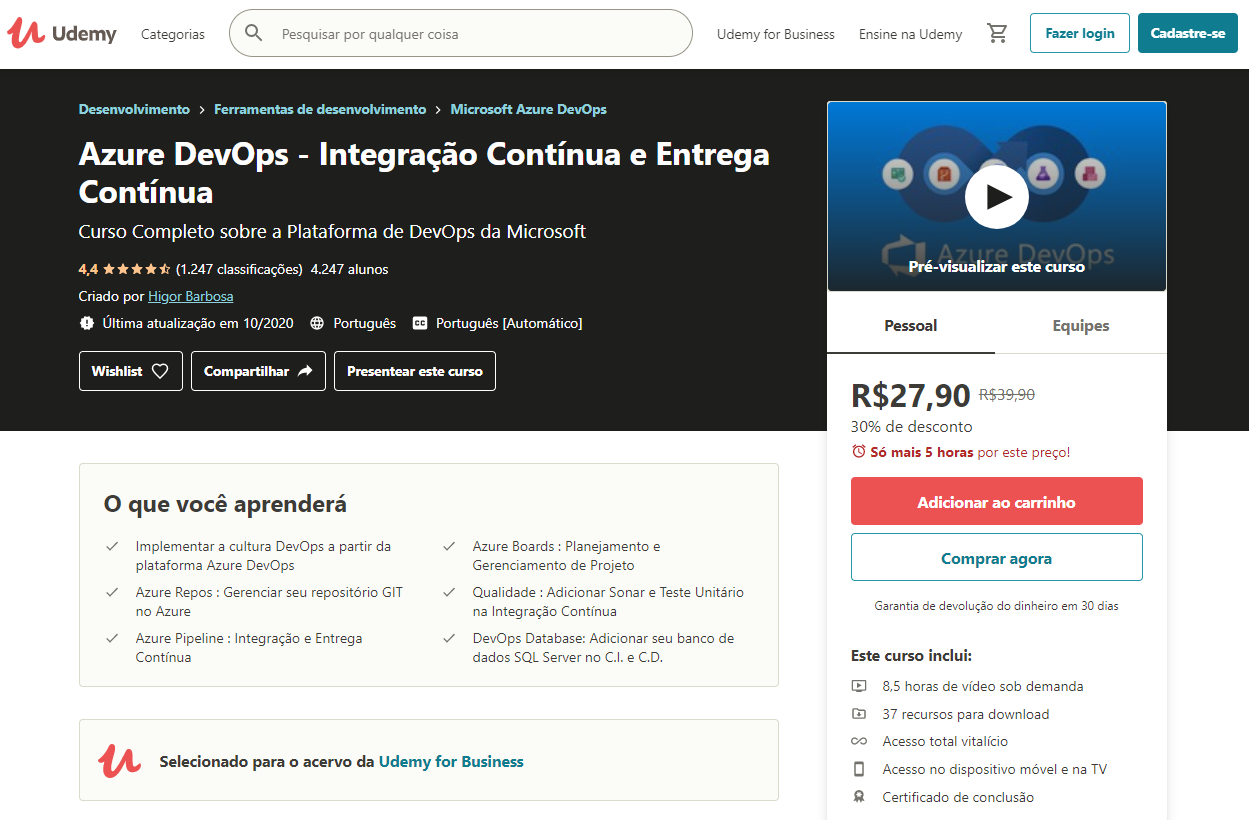 Udemy
Categorias
Pesquisar por qualquer coisa
Udemy for Business
Ensine na Udemy
Fazer login
Cadastre-se
Desenvolvimento > Ferramentas de desenvolvimento > Microsoft Azure DevOps
Azure DevOps - Integração Contínua e Entrega
Contínua
Curso Completo sobre a Plataforma de DevOps da Microsoft
4,4 (1.247 classificações) 4.247 alunos
Criado por Higor Barbosa
Última atualização em 10/2020 Português CC Português [Automático]
Wishlist
Compartilhar
Presentear este curso
Azure DevOps
Pré-visualizar este curso
Pessoal
Equipes
R$27,90 R$39,90
30% de desconto
Só mais 5 horas por este preço!
Adicionar ao carrinho
Comprar agora
Garantia de devolução do dinheiro em 30 dias
Este curso inclui:
8,5 horas de vídeo sob demanda
37 recursos para download
Acesso total vitalício
Acesso no dispositivo móvel e na TV
Certificado de conclusão
O que você aprenderá
Implementar a cultura DevOps a partir da
plataforma Azure DevOps
Azure Repos : Gerenciar seu repositório GIT
no Azure
Azure Pipeline : Integração e Entrega
Contínua
Azure Boards : Planejamento e
Gerenciamento de Projeto
Qualidade : Adicionar Sonar e Teste Unitário
na Integração Contínua
DevOps Database: Adicionar seu banco de
dados SQL Server no C.I. e C.D.
Selecionado para o acervo da Udemy for Business